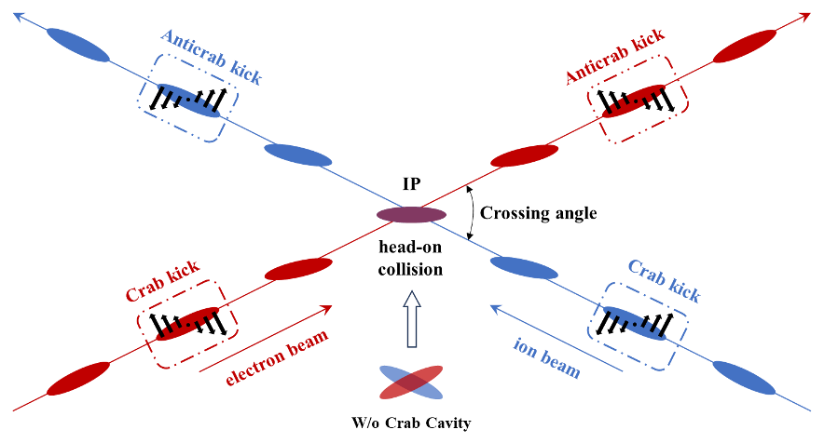 Anticrab kick
Anticrab kick
IP
Crossing angle
head-on
collision
Crab kick
Crab kick
electron beam
ion beam
W/o Crab Cavity